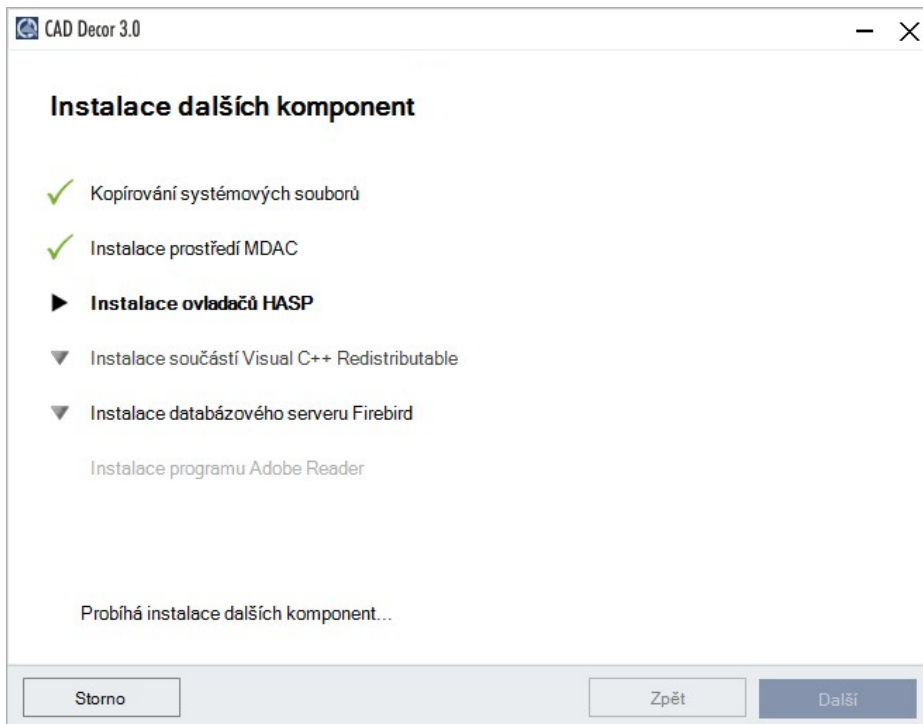 CAD Decor 3.0
Instalace dalších komponent
Kopírování systémových souborů
Instalace prostředí MDAC
Instalace ovladačů HASP
Instalace součástí Visual C++ Redistributable
Instalace databázového serveru Firebird
Instalace programu Adobe Reader
Probíhá instalace dalších komponent...
Storno
Zpět
Další